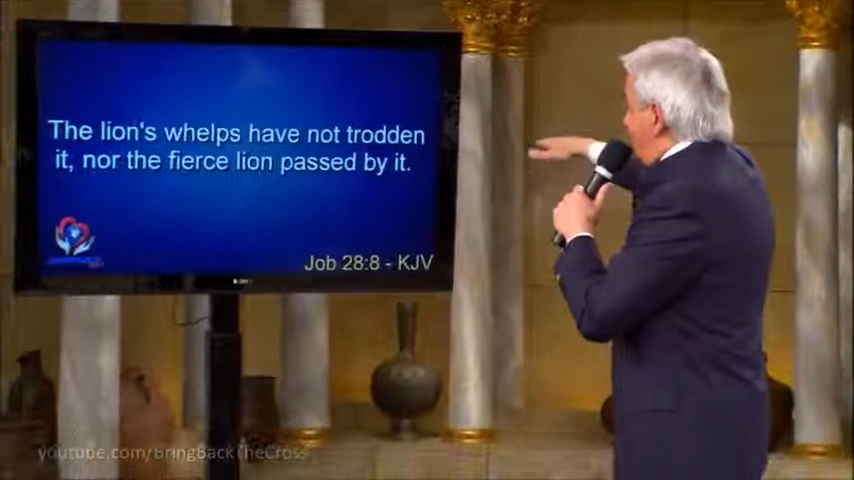 The lion's whelps have not trodden
it, nor the fierce lion passed by it.
Job 28:8 - KJV
youtube.com/BringBackTheCross